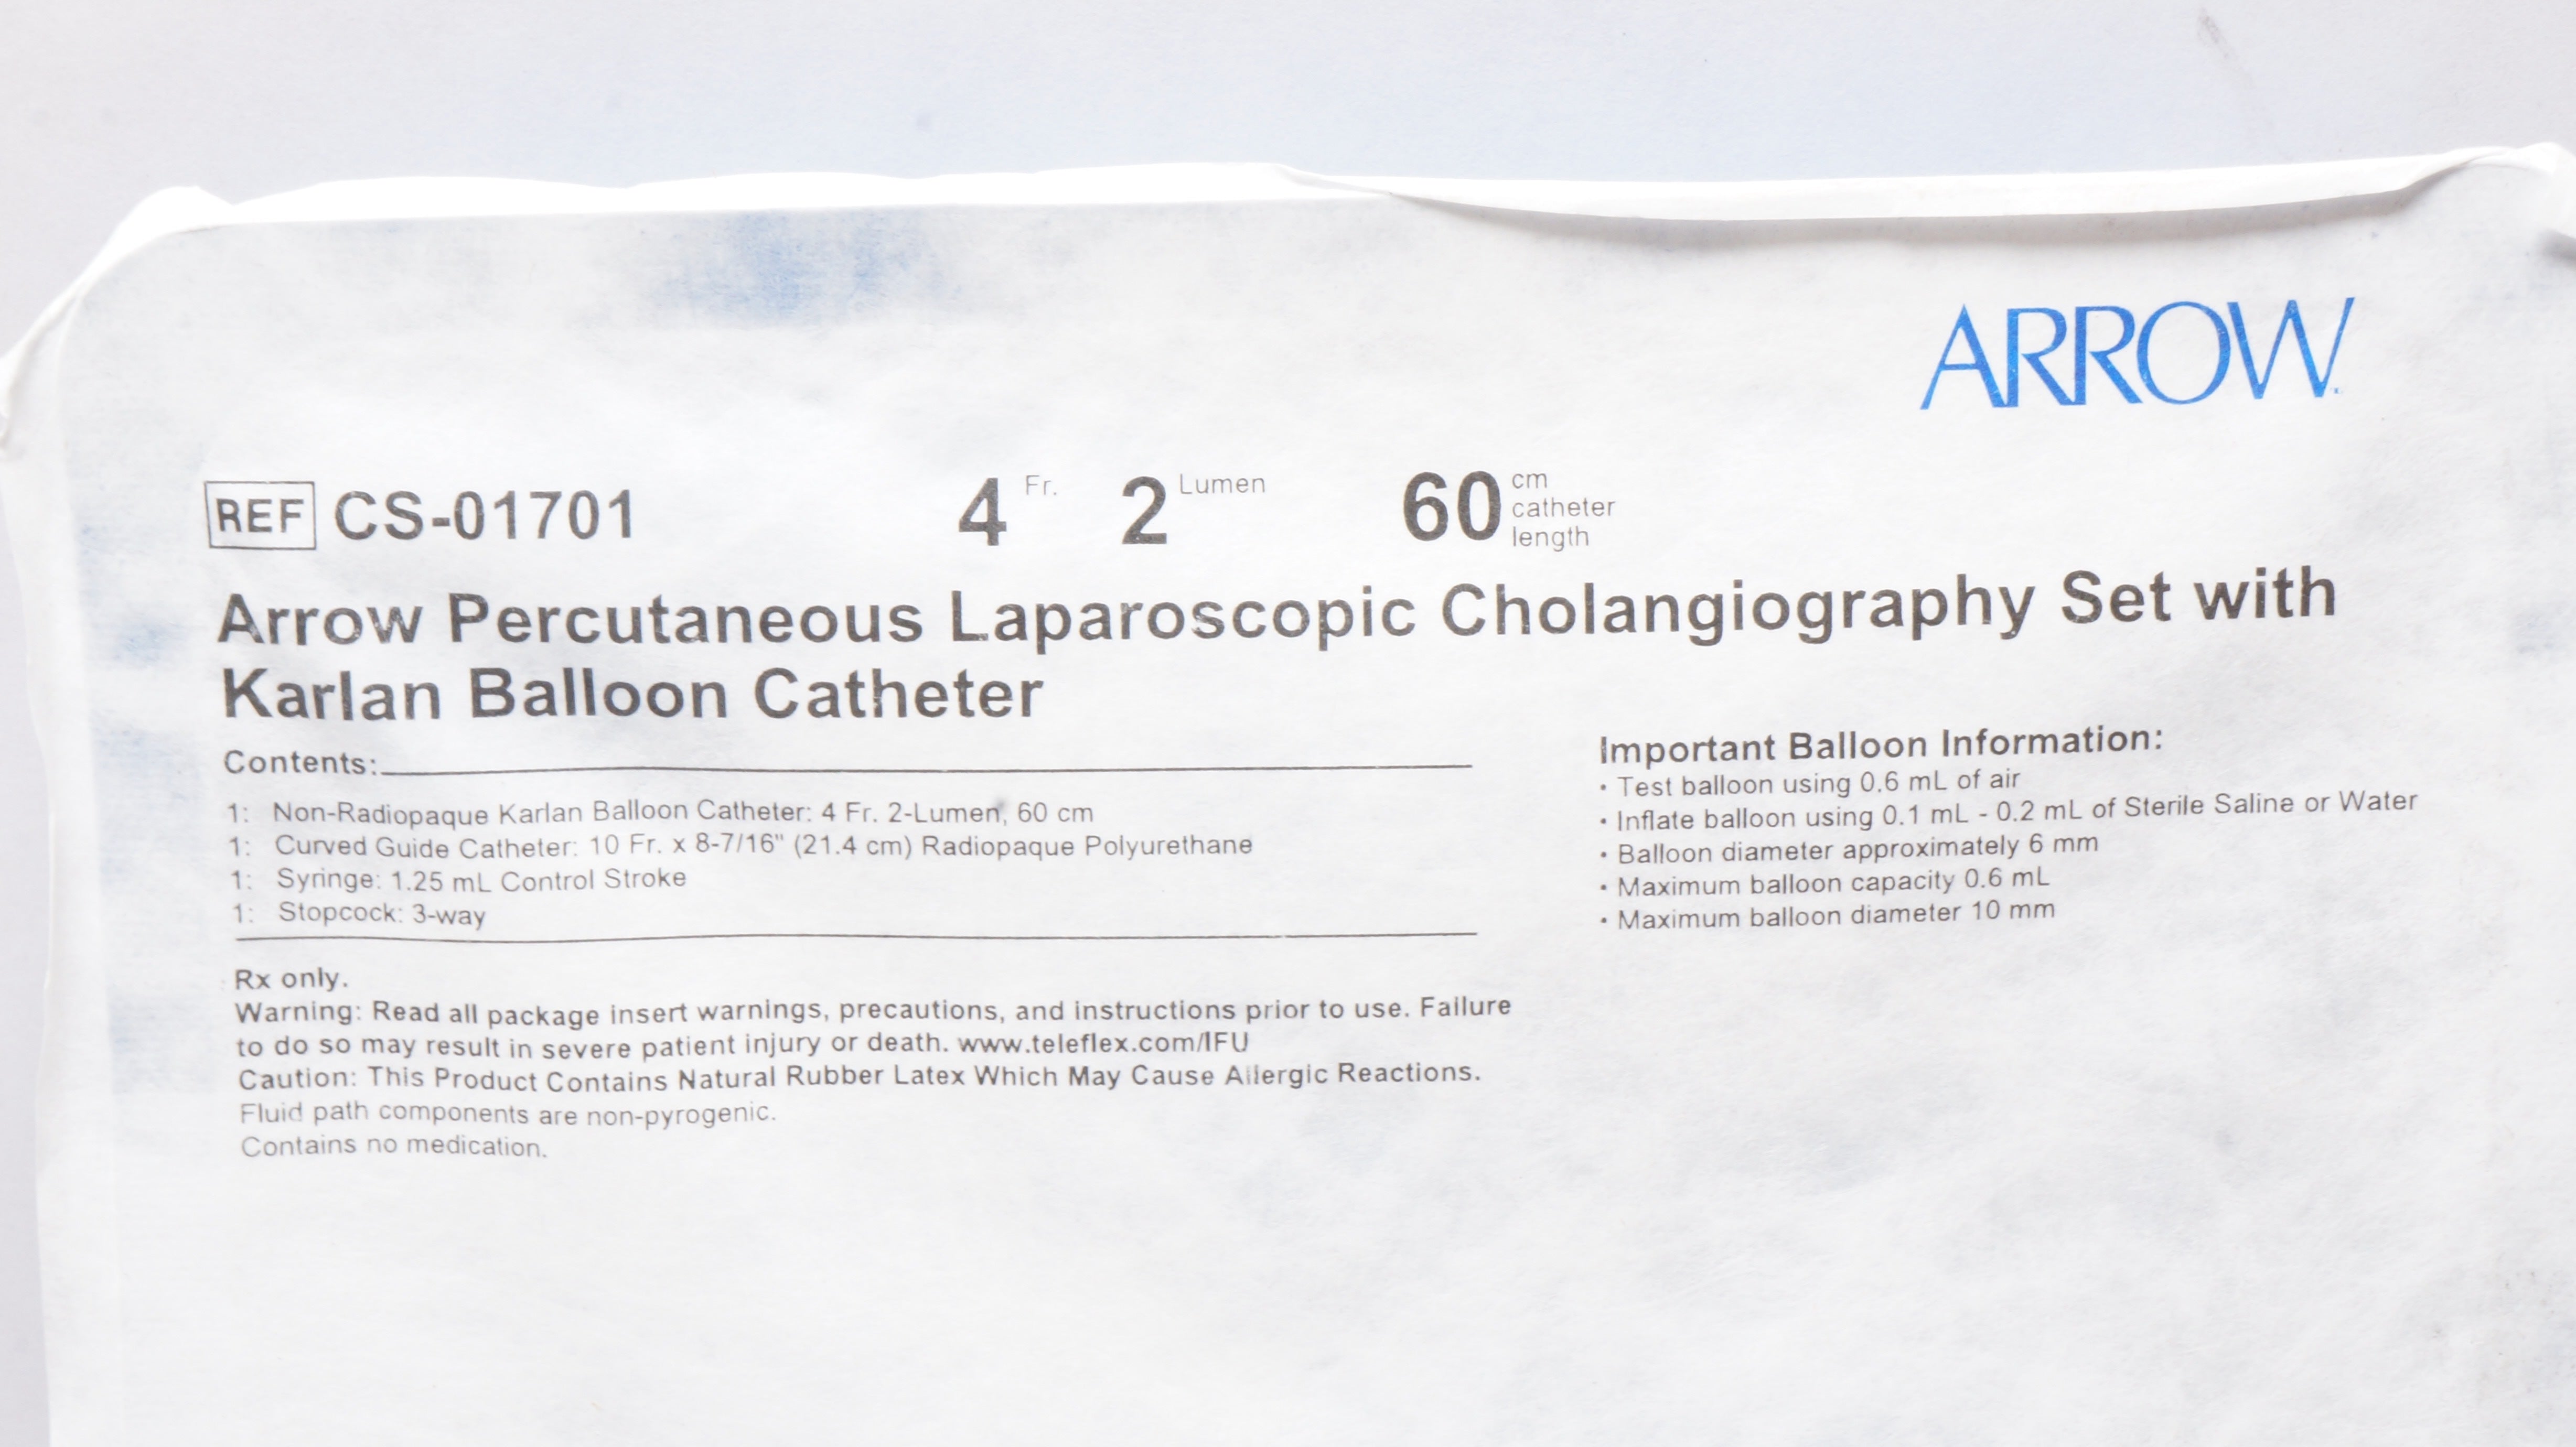 ARROW
REF CS-01701 4 Fr. 2 Lumen 60 cm catheter length
Arrow Percutaneous Laparoscopic Cholangiography Set with
Karlan Balloon Catheter
Contents:
1: Non-Radiopaque Karlan Balloon Catheter: 4 Fr. 2-Lumen, 60 cm
1: Curved Guide Catheter: 10 Fr. x 8-7/16" (21.4 cm) Radiopaque Polyurethane
1: Syringe: 1.25 mL Control Stroke
1: Stopcock: 3-way
Important Balloon Information:
• Test balloon using 0.6 mL of air
• Inflate balloon using 0.1 mL - 0.2 mL of Sterile Saline or Water
• Balloon diameter approximately 6 mm
• Maximum balloon capacity 0.6 mL
• Maximum balloon diameter 10 mm
Rx only.
Warning: Read all package insert warnings, precautions, and instructions prior to use. Failure
to do so may result in severe patient injury or death. www.teleflex.com/IFU
Caution: This Product Contains Natural Rubber Latex Which May Cause Allergic Reactions.
Fluid path components are non-pyrogenic.
Contains no medication.